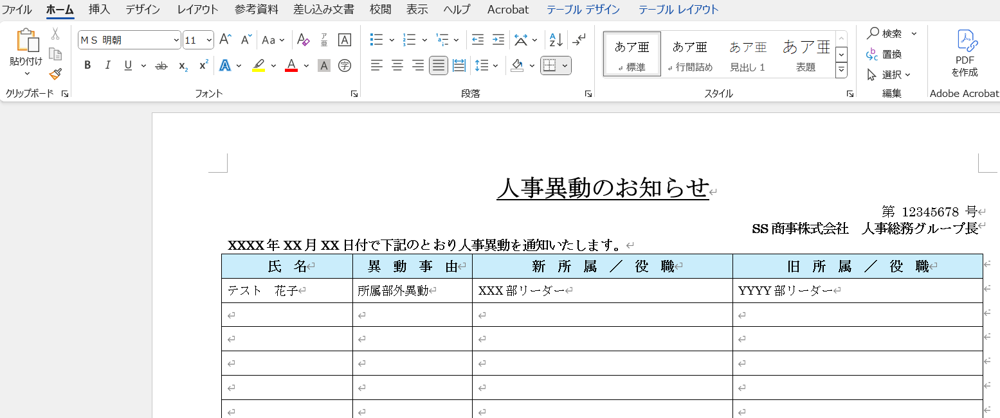 ファイル ホーム 挿入 デザイン レイアウト 参考資料 差し込み文書 校閲 表示 ヘルプ Acrobat テーブル デザイン テーブル レイアウト
貼り付け
クリップボード
ＭＳ 明朝 11 A A Aa A ア亜 A
B I U ab x₂ x² A A A 字
フォント
段落
あア亜 標準
あア亜 行間詰め
あア亜 見出し 1
あア亜 表題
スタイル
検索
置換
選択
編集
PDF
を作成
Adobe Acrobat
人事異動のお知らせ
第 12345678 号
SS 商事株式会社　人事総務グループ長
XXXX 年 XX 月 XX 日付で下記のとおり人事異動を通知いたします。
氏　名 異　動　事　由 新　所　属　／　役　職 旧　所　属　／　役　職
テスト　花子 所属部外異動 XXX 部リーダー YYYY 部リーダー